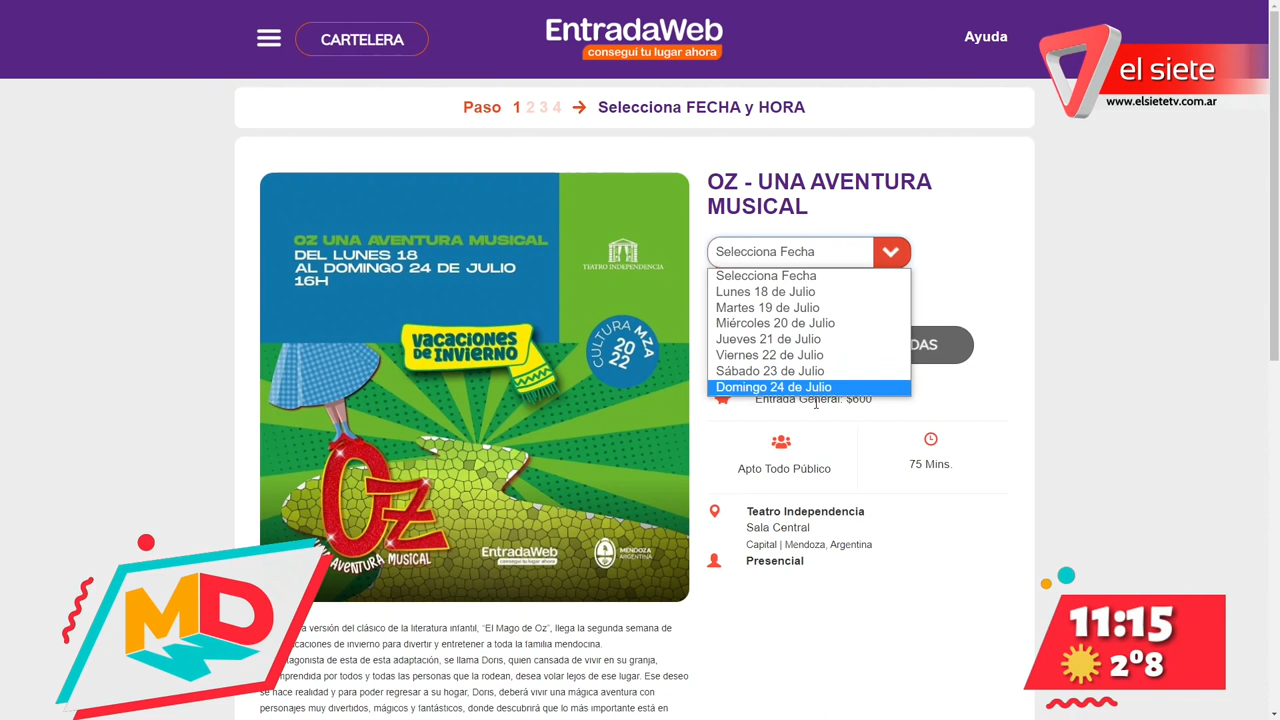 CARTELERA
EntradaWeb
conseguí tu lugar ahora
Ayuda
el siete
www.elsietetv.com.ar
Paso 1 2 3 4 → Selecciona FECHA y HORA
OZ UNA AVENTURA MUSICAL
DEL LUNES 18
AL DOMINGO 24 DE JULIO
16H
TEATRO INDEPENDENCIA
VACACIONES
DE INVIERNO
CULTURA MZA
2022
OZ
AVENTURA MUSICAL
EntradaWeb
conseguí tu lugar ahora
MENDOZA
ARGENTINA
OZ - UNA AVENTURA
MUSICAL
Selecciona Fecha
Selecciona Fecha
Lunes 18 de Julio
Martes 19 de Julio
Miércoles 20 de Julio
Jueves 21 de Julio
Viernes 22 de Julio
Sábado 23 de Julio
Domingo 24 de Julio
DAS
Entrada General: $600
Apto Todo Público
75 Mins.
Teatro Independencia
Sala Central
Capital | Mendoza, Argentina
Presencial
versión del clásico de la literatura infantil, “El Mago de Oz”, llega la segunda semana de
caciones de invierno para divertir y entretener a toda la familia mendocina.
tagonista de esta de esta adaptación, se llama Doris, quien cansada de vivir en su granja,
mprendida por todos y todas las personas que la rodean, desea volar lejos de ese lugar. Ese deseo
se hace realidad y para poder regresar a su hogar, Doris, deberá vivir una mágica aventura con
personajes muy divertidos, mágicos y fantásticos, donde descubrirá que lo más importante está en
MD
11:15
2º8